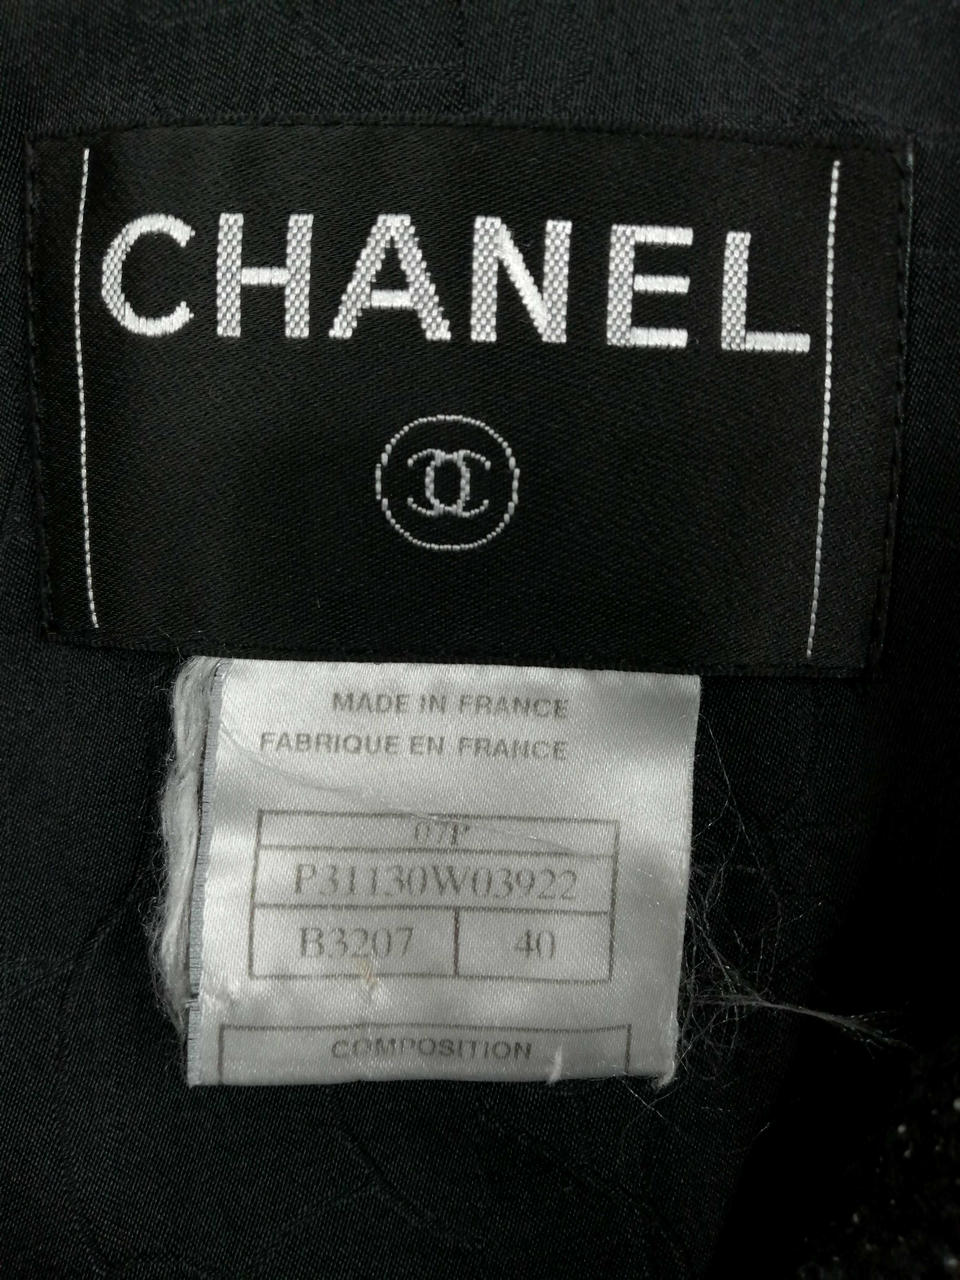 CHANEL
MADE IN FRANCE
FABRIQUE EN FRANCE
07P
P31130W03922
B3207 40
COMPOSITION